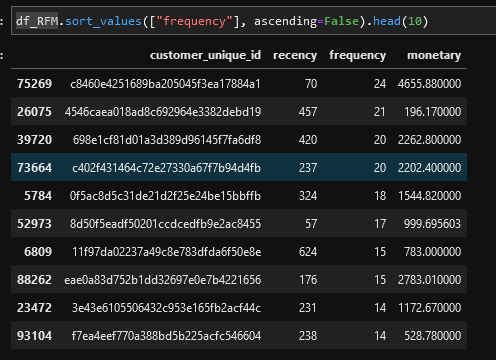 df_RFM.sort_values(["frequency"], ascending=False).head(10)
customer_unique_id recency frequency monetary
75269 c8460e4251689ba205045f3ea17884a1 70 24 4655.880000
26075 4546caea018ad8c692964e3382debd19 457 21 196.170000
39720 698e1cf81d01a3d389d96145f7fa6df8 420 20 2262.800000
73664 c402f431464c72e27330a67f7b94d4fb 237 20 2202.400000
5784 0f5ac8d5c31de21d2f25e24be15bbffb 324 18 1544.820000
52973 8d50f5eadf50201ccdcedfb9e2ac8455 57 17 999.695603
6809 11f97da02237a49c8e783dfda6f50e8e 624 15 783.000000
88262 eae0a83d752b1dd32697e0e7b4221656 176 15 2783.010000
23472 3e43e6105506432c953e165fb2acf44c 231 14 1172.670000
93104 f7ea4eef770a388bd5b225acfc546604 238 14 528.780000